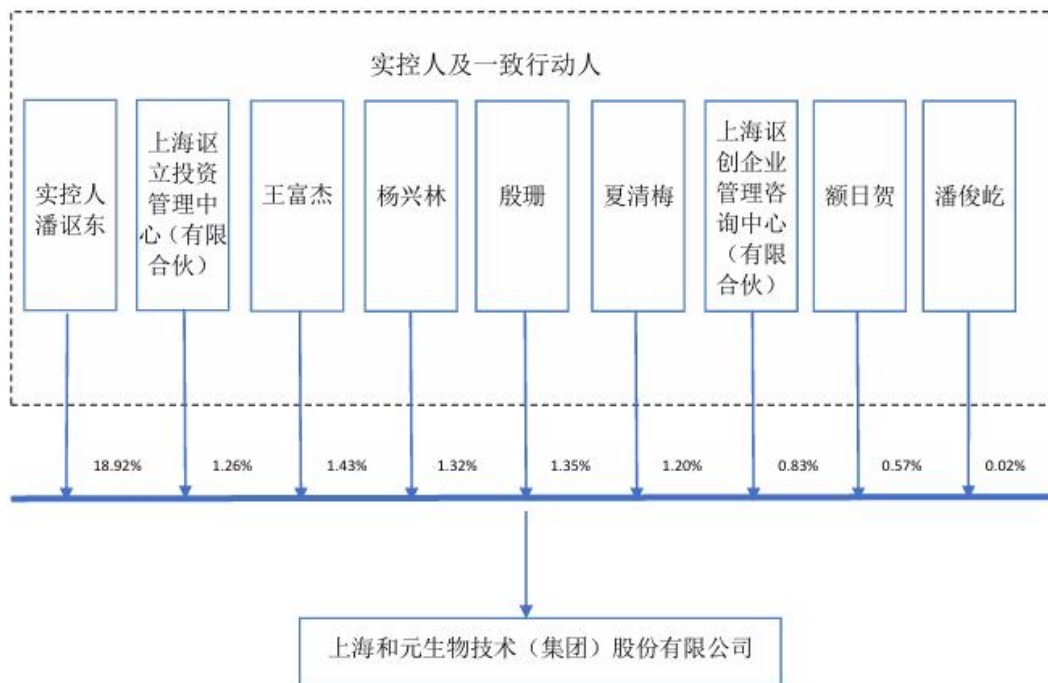 实控人及一致行动人
实控人
潘讴东
上海讴
立投资
管理中
心（有限
合伙）
王富杰
杨兴林
殷珊
夏清梅
上海讴
创企业
管理咨
询中心
（有限
合伙）
额日贺
潘俊屹
18.92%
1.26%
1.43%
1.32%
1.35%
1.20%
0.83%
0.57%
0.02%
上海和元生物技术（集团）股份有限公司